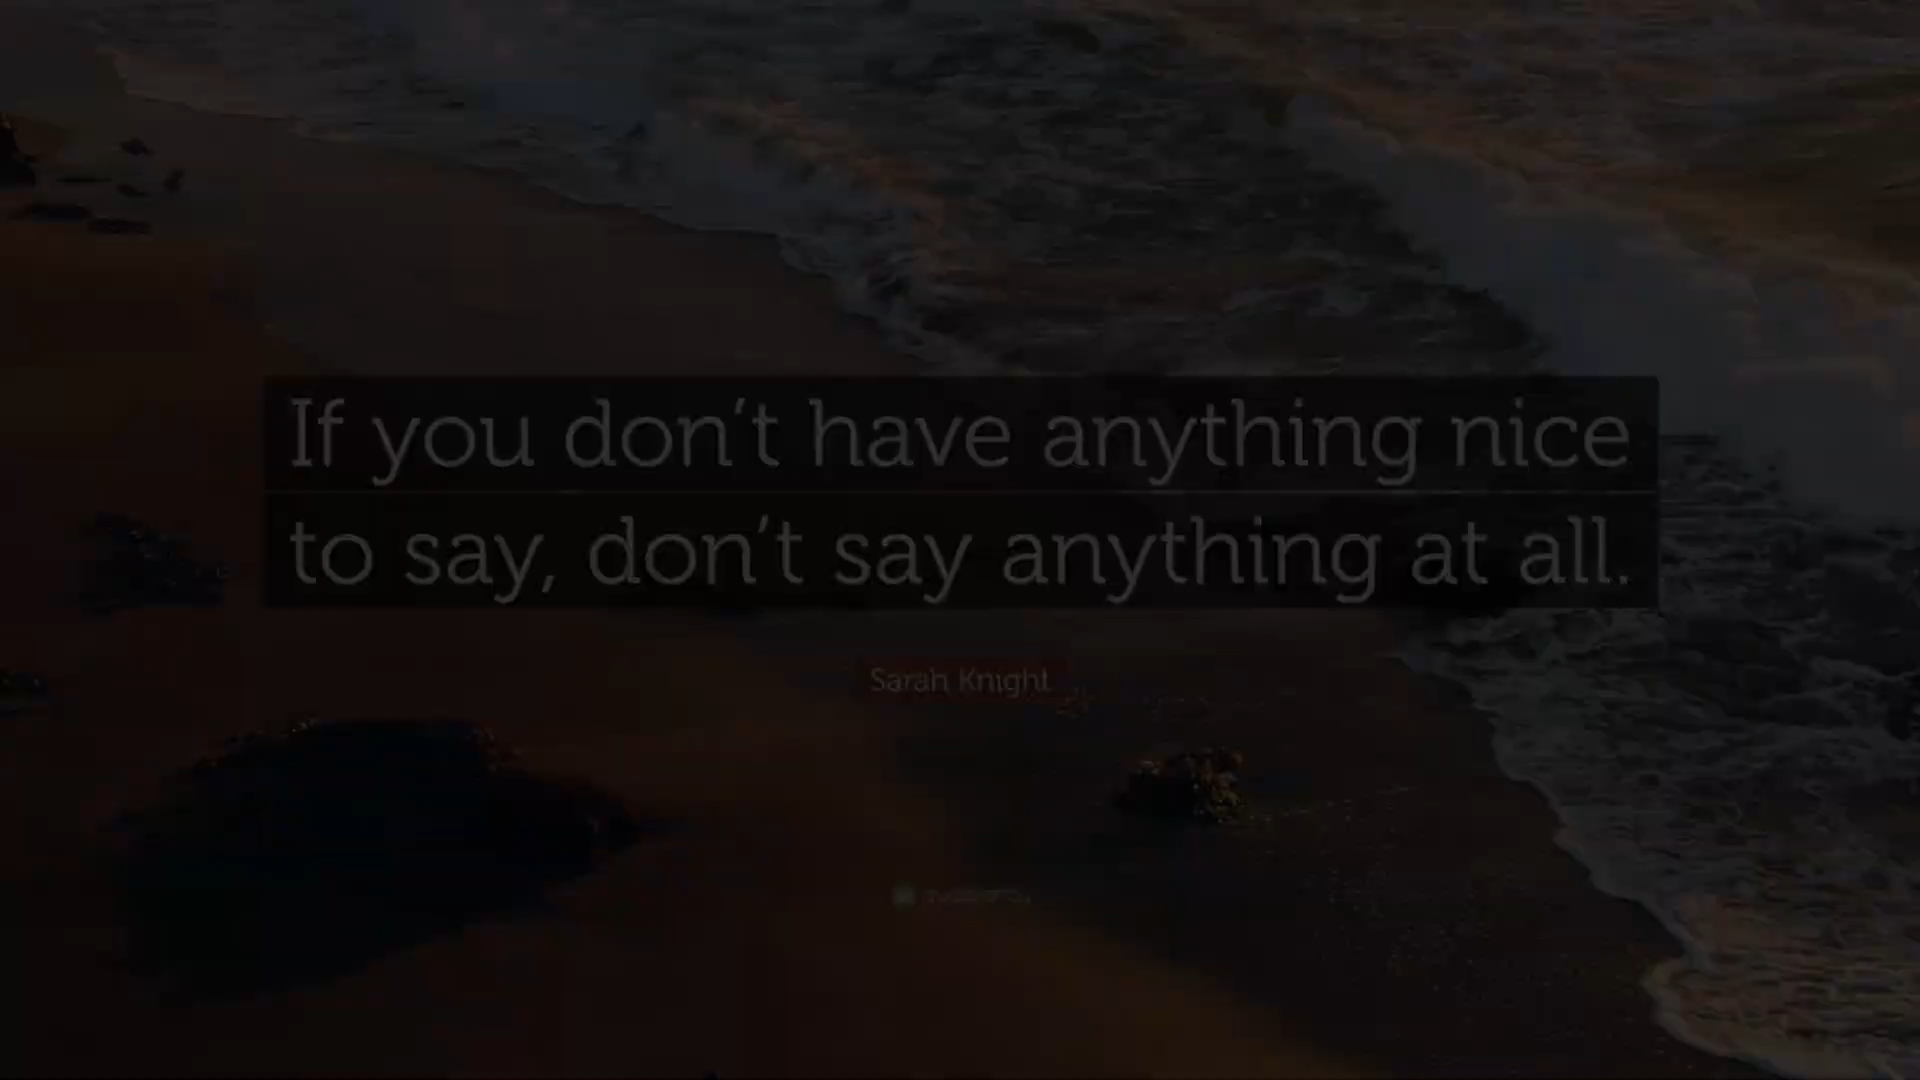 If you don’t have anything nice
to say, don’t say anything at all.
Sarah Knight